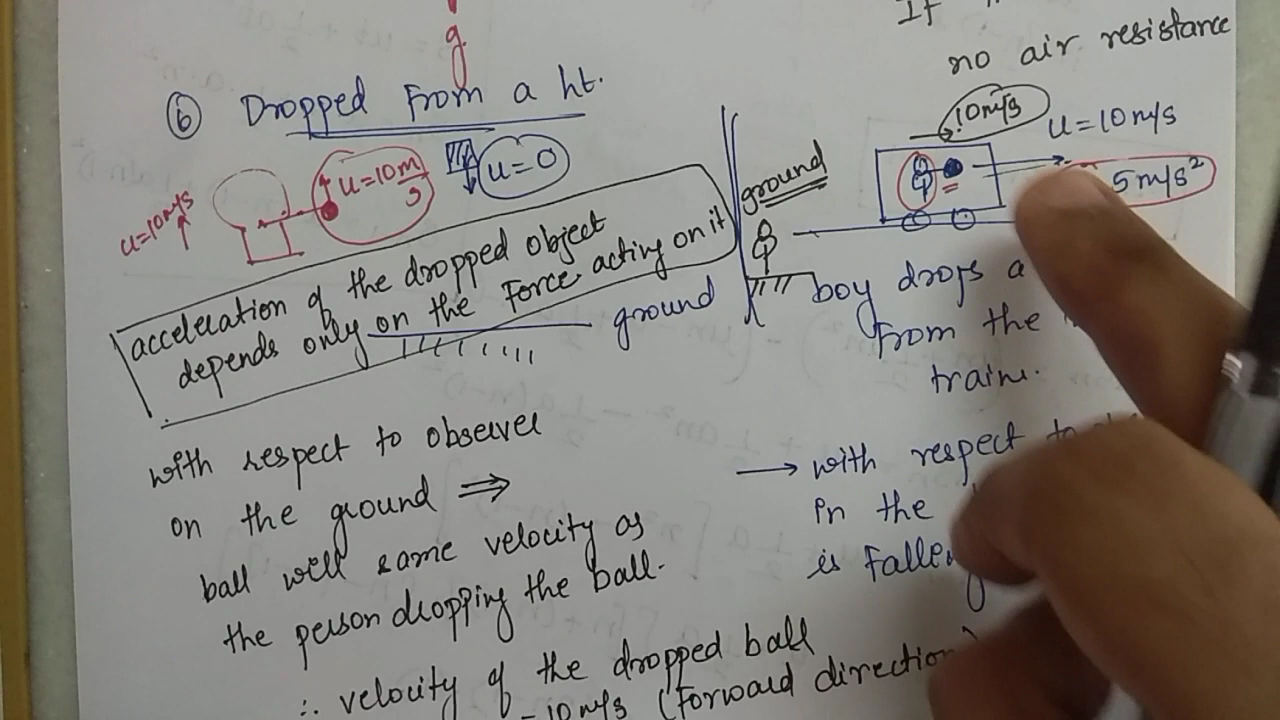 g
If
no air resistance
⑥ Dropped From a ht.
u=10m/s
u=10m/s
u=0
acceleration of the dropped object
depends only on the Force acting on it
ground
ground
10m/s
u=10m/s
5m/s²
boy drops a
From the
train.
with respect to observer
on the ground ⇒
ball will same velocity as
the person dropping the ball.
∴ velocity of the dropped ball
10m/s (Forward direction)
→ with respect to
in the
is